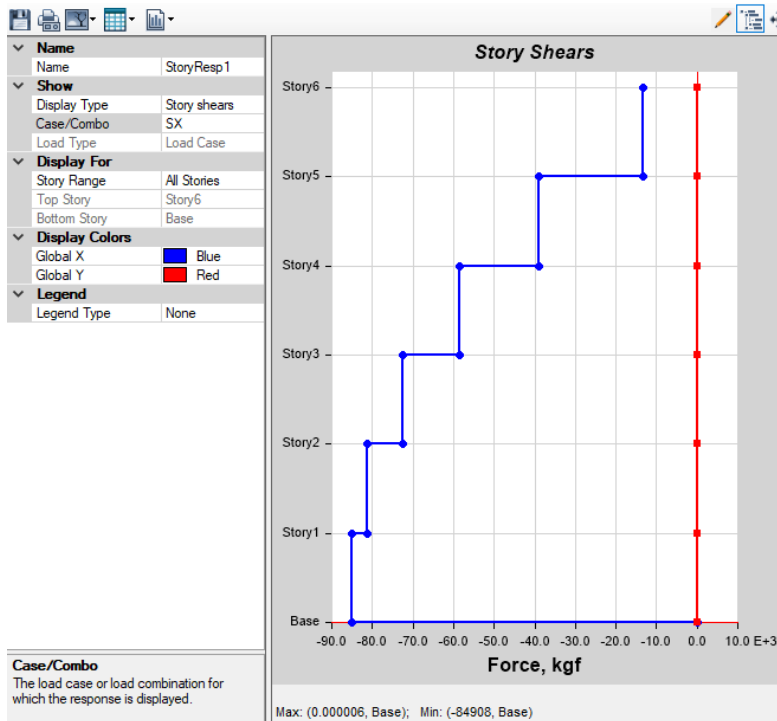 Name
Name StoryResp1
Show
Display Type Story shears
Case/Combo SX
Load Type Load Case
Display For
Story Range All Stories
Top Story Story6
Bottom Story Base
Display Colors
Global X Blue
Global Y Red
Legend
Legend Type None
Case/Combo
The load case or load combination for
which the response is displayed.
Story Shears
Story6
Story5
Story4
Story3
Story2
Story1
Base
-90.0 -80.0 -70.0 -60.0 -50.0 -40.0 -30.0 -20.0 -10.0 0.0 10.0 E+3
Force, kgf
Max: (0.000006, Base); Min: (-84908, Base)